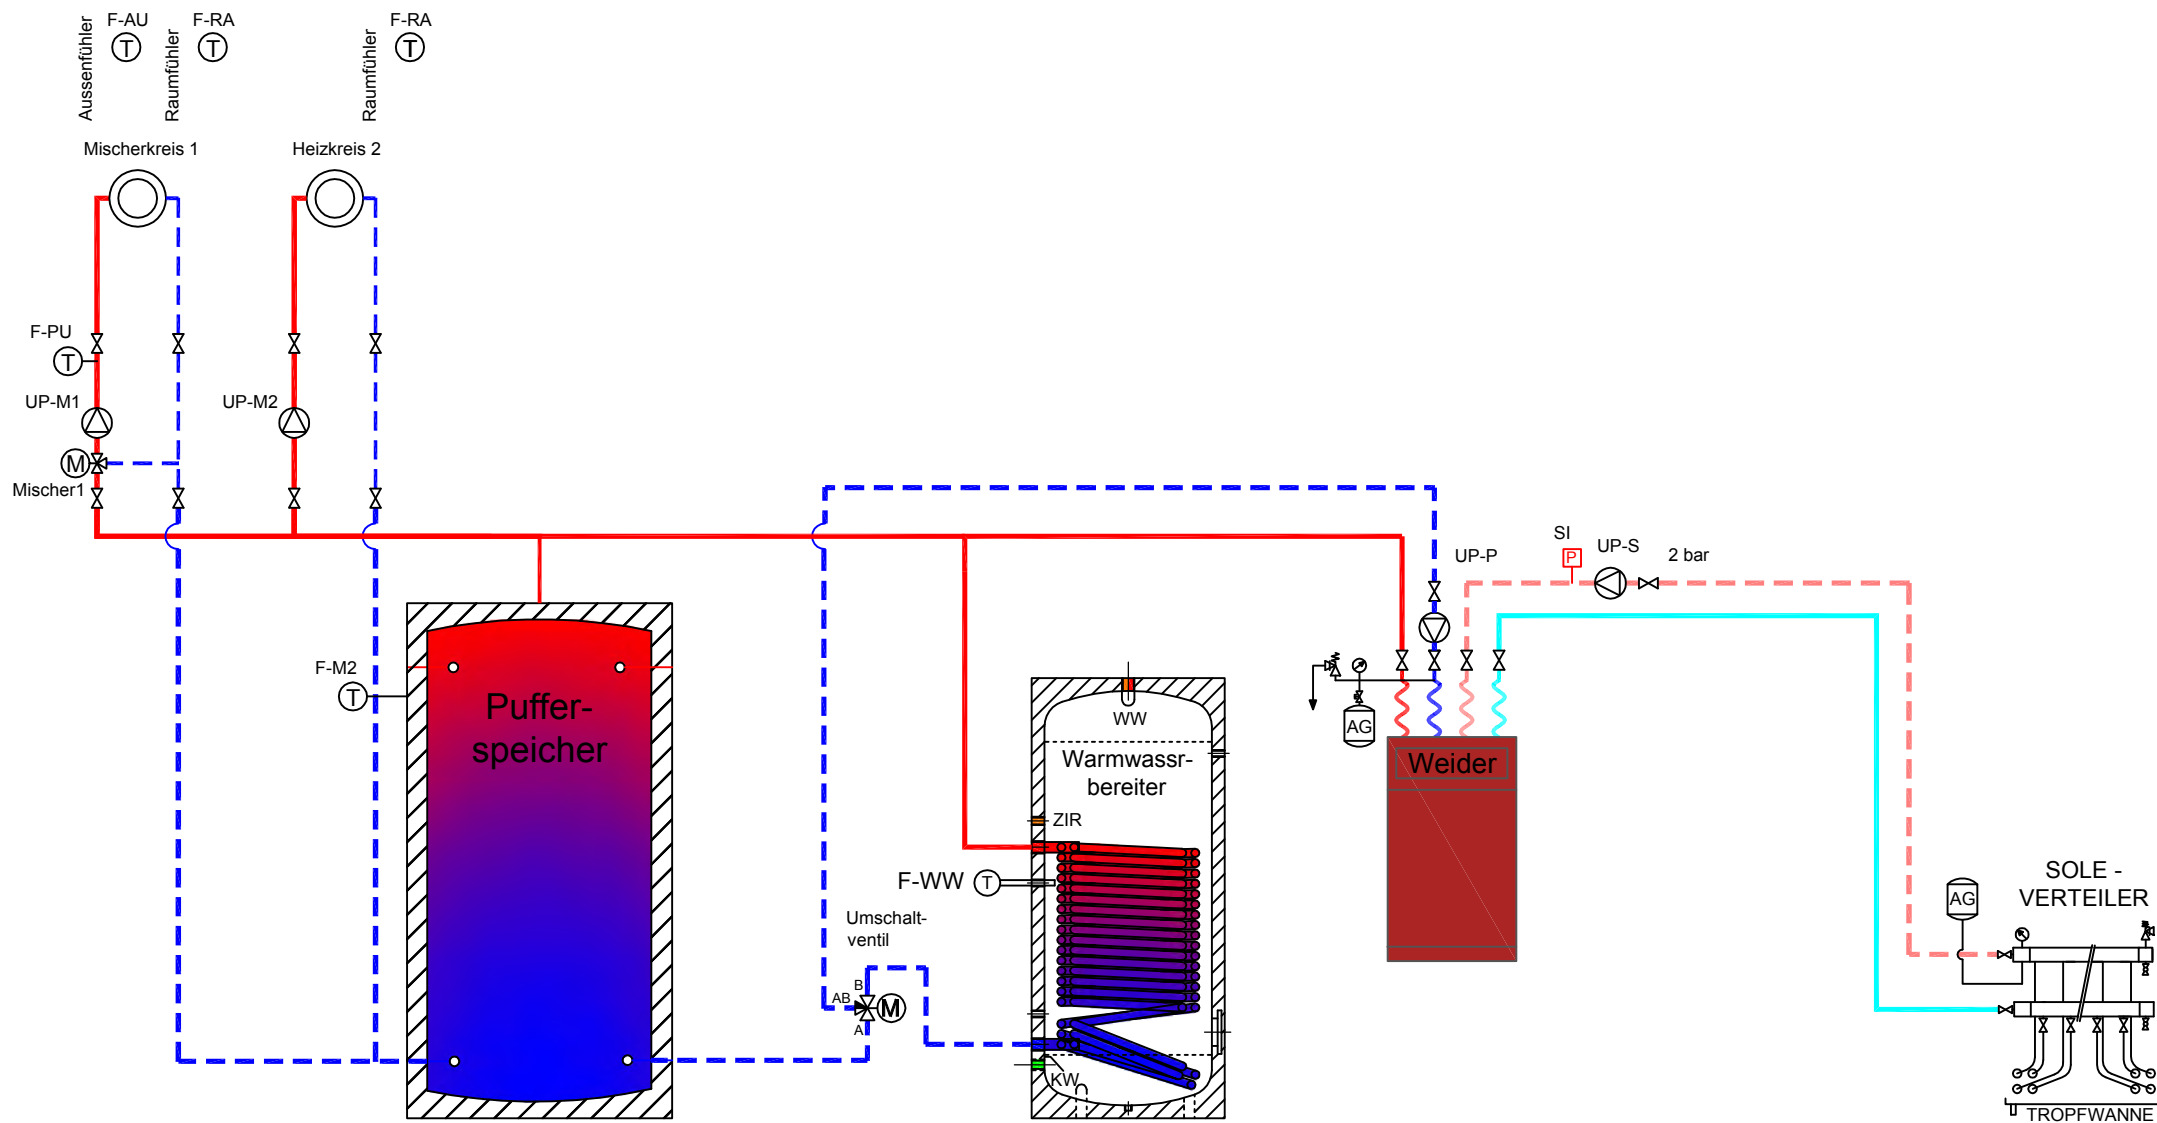 F-AU
F-RA
F-RA
Aussenfühler
T
Raumfühler
T
Raumfühler
T
Mischerkreis 1
Heizkreis 2
F-PU
T
UP-M1
UP-M2
M
Mischer1
SI
UP-S
2 bar
UP-P
P
F-M2
T
Puffer-
speicher
WW
AG
Warmwassr-
bereiter
Weider
ZIR
F-WW
T
Umschalt-
ventil
SOLE -
VERTEILER
AG
B
AB
M
A
KW
TROPFWANNE